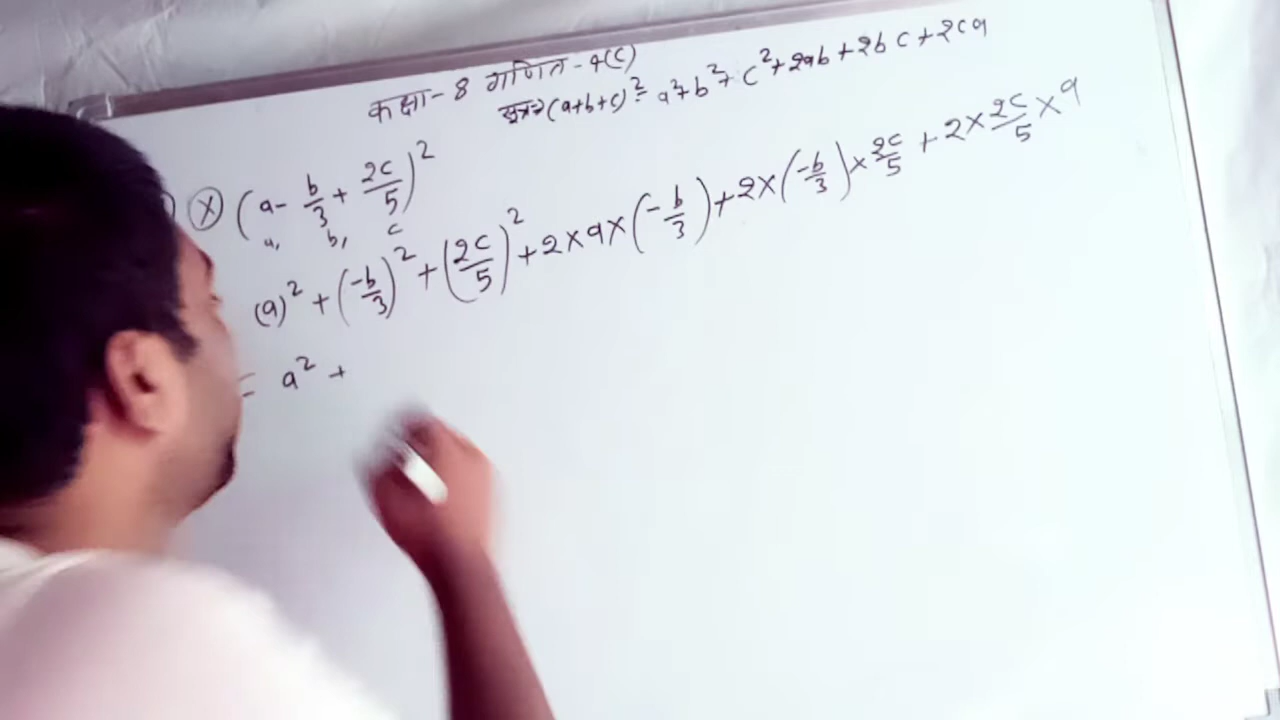 कक्षा-8 गणित-4(C)
सूत्र⇒(a+b+c)²= a²+b²+c²+2ab+2bc+2ca
(x) (a - b/3 + 2c/5)²
a, b, c
(a)² + (-b/3)² + (2c/5)² + 2×a×(-b/3) + 2×(-b/3)×2c/5 + 2×2c/5×a
= a² +